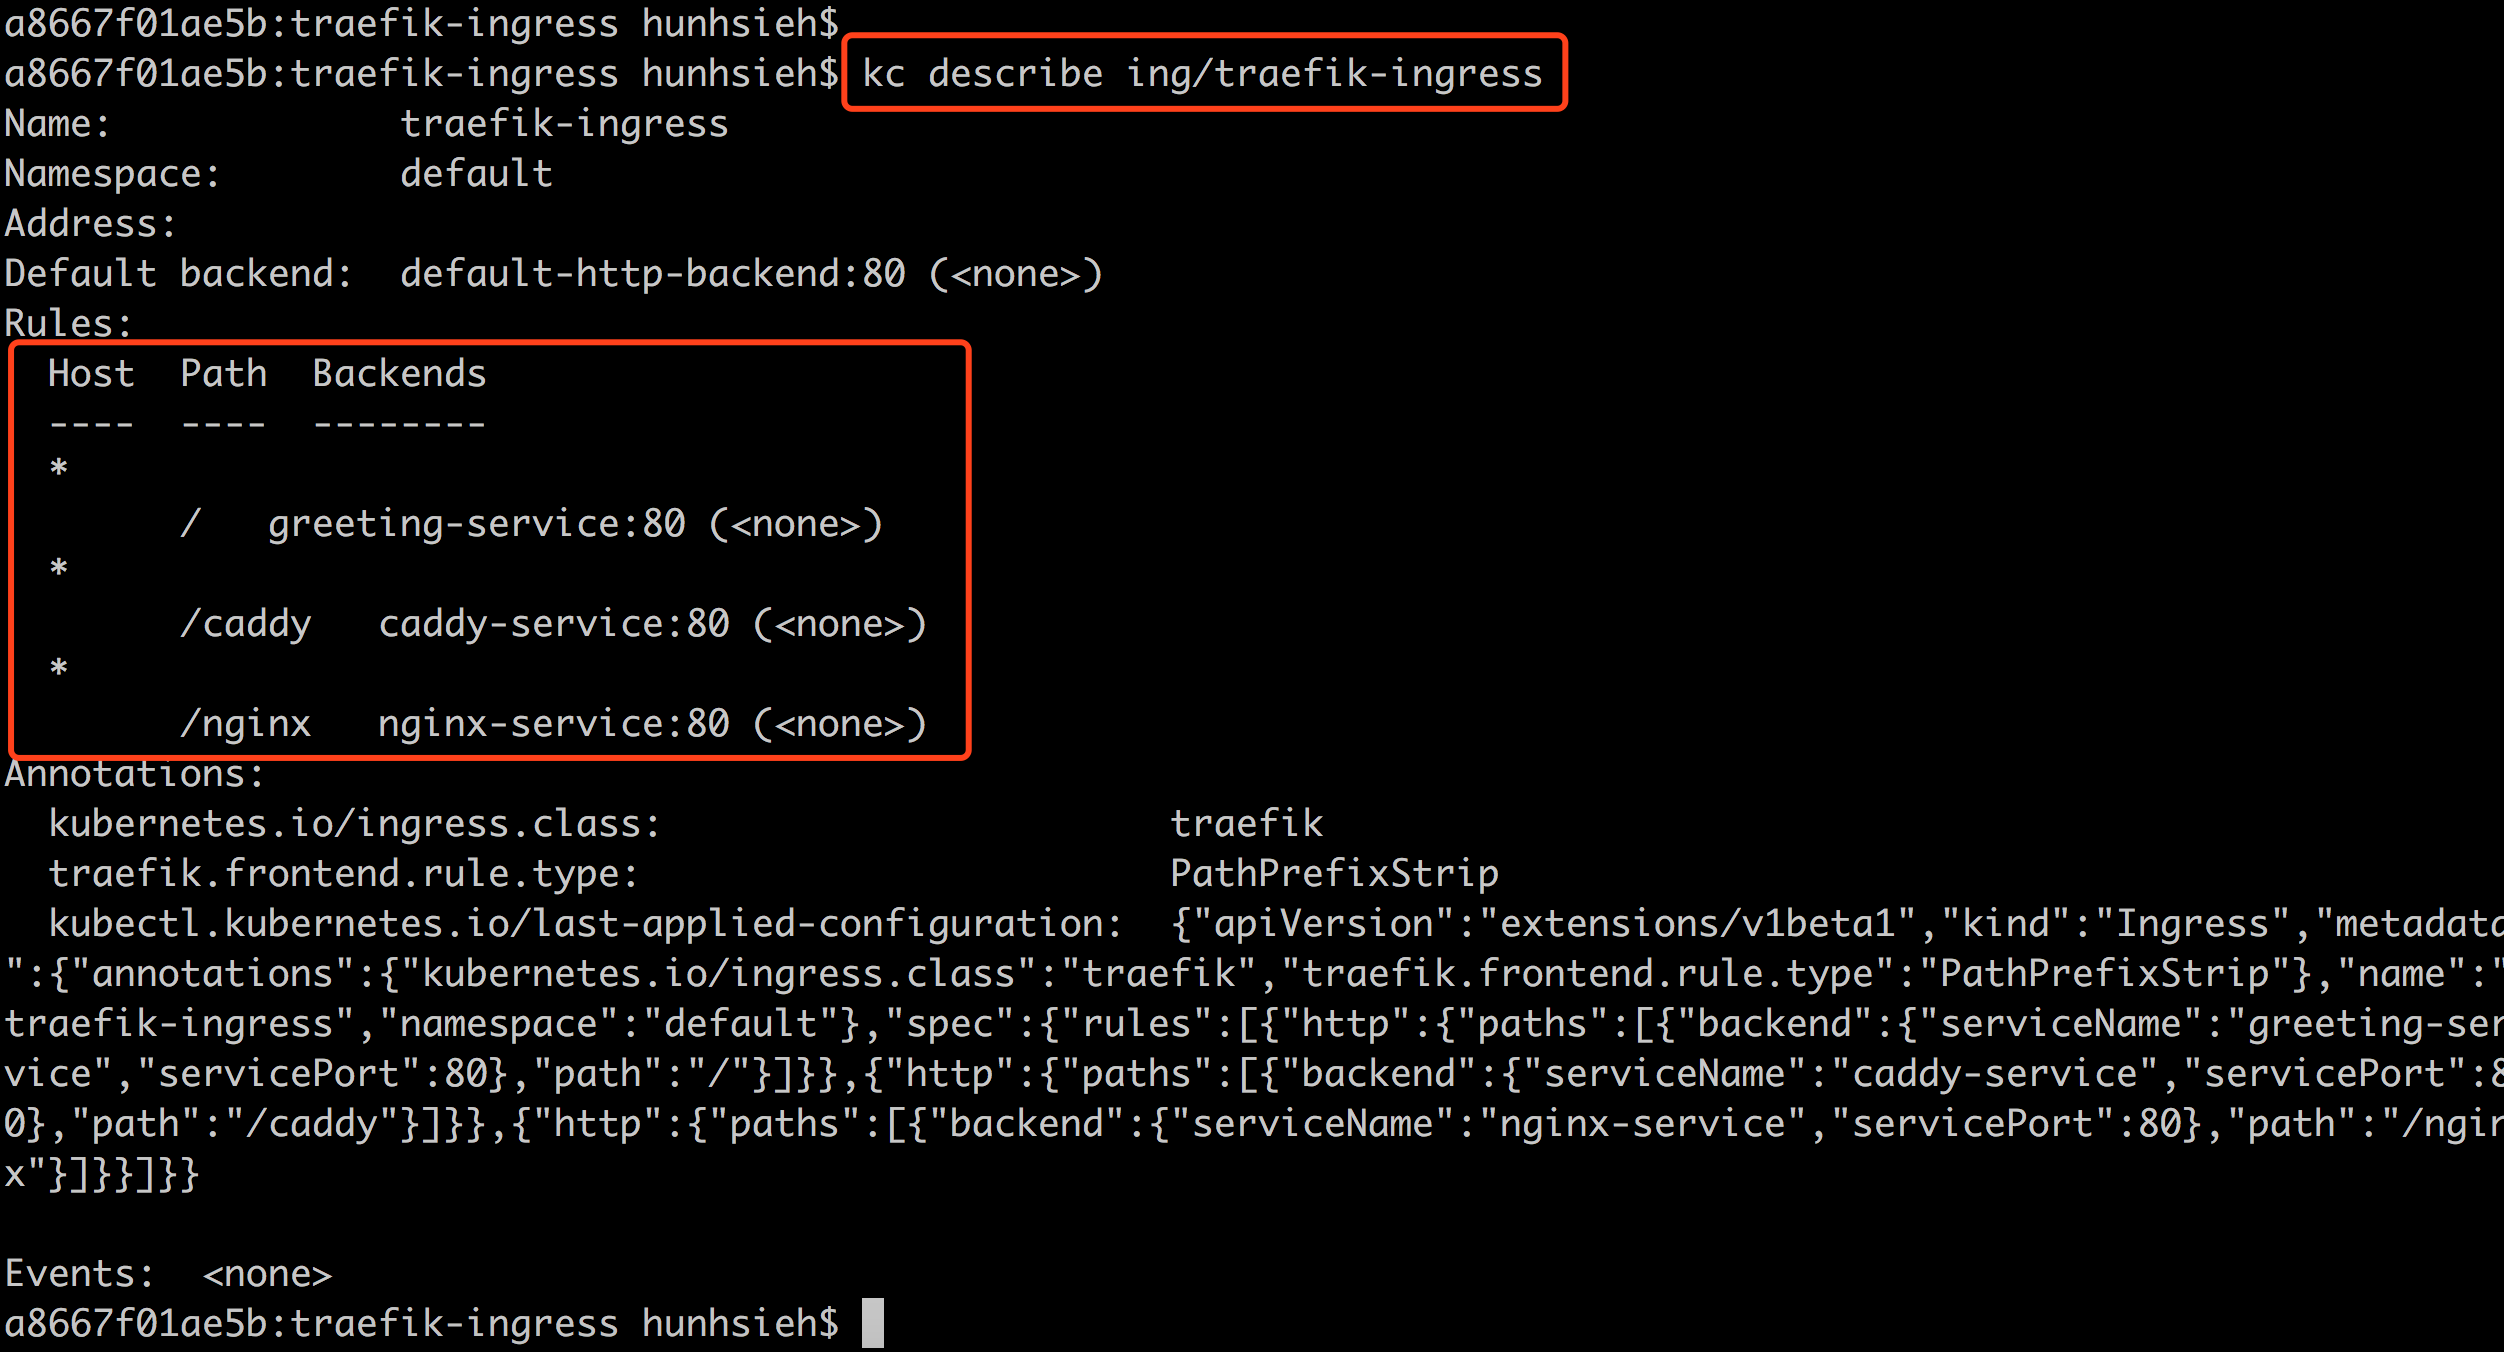 a8667f01ae5b:traefik-ingress hunhsieh$
a8667f01ae5b:traefik-ingress hunhsieh$ kc describe ing/traefik-ingress
Name:             traefik-ingress
Namespace:        default
Address:
Default backend:  default-http-backend:80 (<none>)
Rules:
  Host  Path  Backends
  ----  ----  --------
  *
        /   greeting-service:80 (<none>)
  *
        /caddy   caddy-service:80 (<none>)
  *
        /nginx   nginx-service:80 (<none>)
Annotations:
  kubernetes.io/ingress.class:                       traefik
  traefik.frontend.rule.type:                        PathPrefixStrip
  kubectl.kubernetes.io/last-applied-configuration:  {"apiVersion":"extensions/v1beta1","kind":"Ingress","metadata
":{"annotations":{"kubernetes.io/ingress.class":"traefik","traefik.frontend.rule.type":"PathPrefixStrip"},"name":"
traefik-ingress","namespace":"default"},"spec":{"rules":[{"http":{"paths":[{"backend":{"serviceName":"greeting-ser
vice","servicePort":80},"path":"/"}]}},{"http":{"paths":[{"backend":{"serviceName":"caddy-service","servicePort":8
0},"path":"/caddy"}]}},{"http":{"paths":[{"backend":{"serviceName":"nginx-service","servicePort":80},"path":"/ngin
x"}]}}]}}
Events:  <none>
a8667f01ae5b:traefik-ingress hunhsieh$